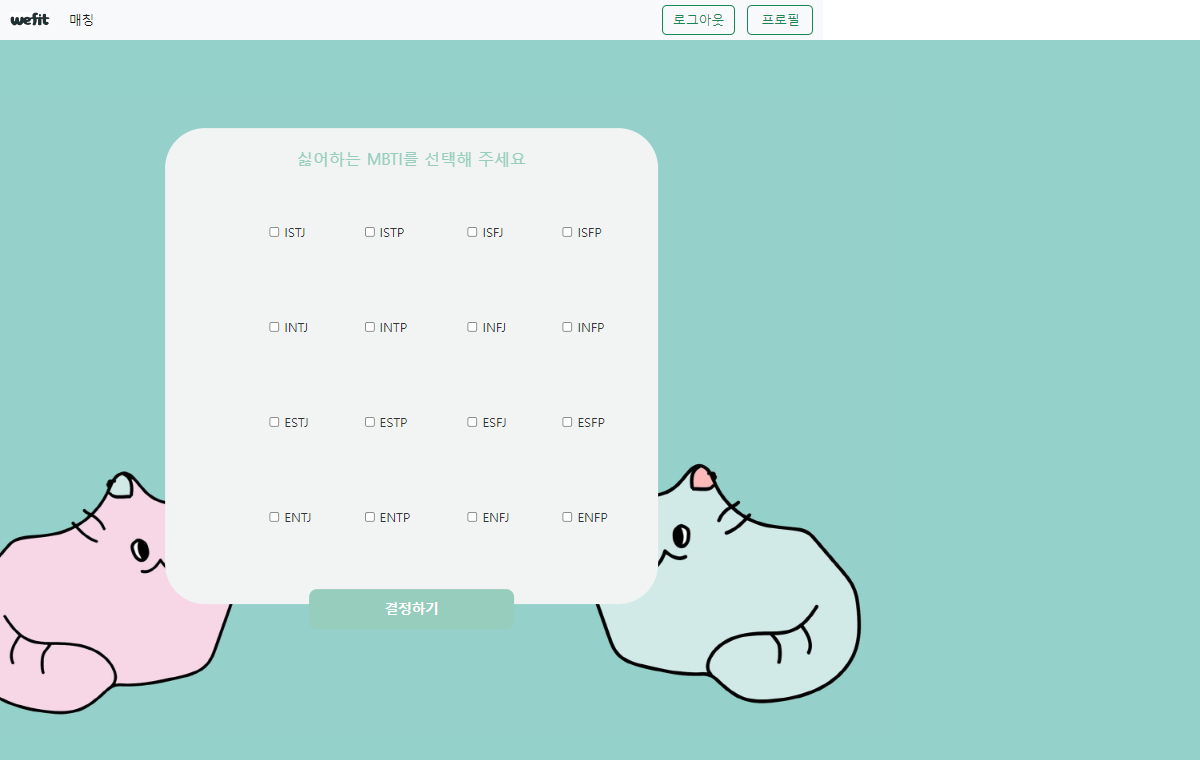 wefit 매칭 로그아웃 프로필
싫어하는 MBTI를 선택해 주세요
ISTJ ISTP ISFJ ISFP
INTJ INTP INFJ INFP
ESTJ ESTP ESFJ ESFP
ENTJ ENTP ENFJ ENFP
결정하기